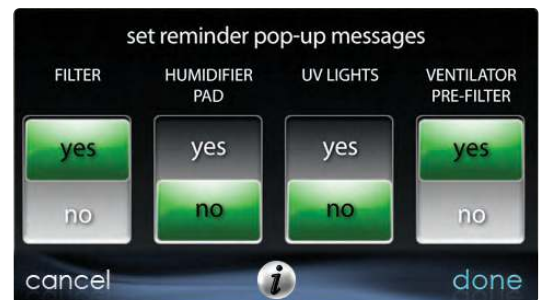 set reminder pop-up messages
FILTER HUMIDIFIER PAD UV LIGHTS VENTILATOR PRE-FILTER
yes yes yes yes
no no no no
cancel i done